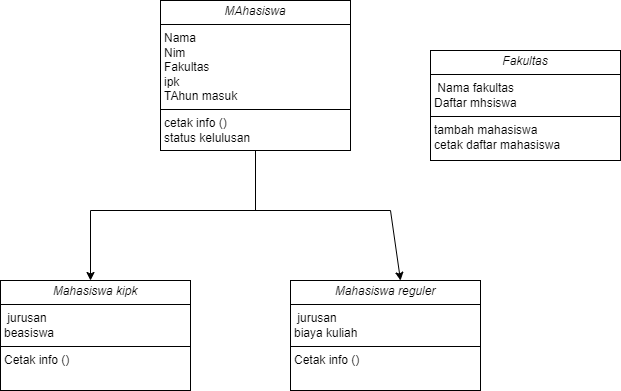 MAhasiswa
Nama
Nim
Fakultas
ipk
TAhun masuk
cetak info ()
status kelulusan
Fakultas
Nama fakultas
Daftar mhsiswa
tambah mahasiswa
cetak daftar mahasiswa
Mahasiswa kipk
jurusan
beasiswa
Cetak info ()
Mahasiswa reguler
jurusan
biaya kuliah
Cetak info ()